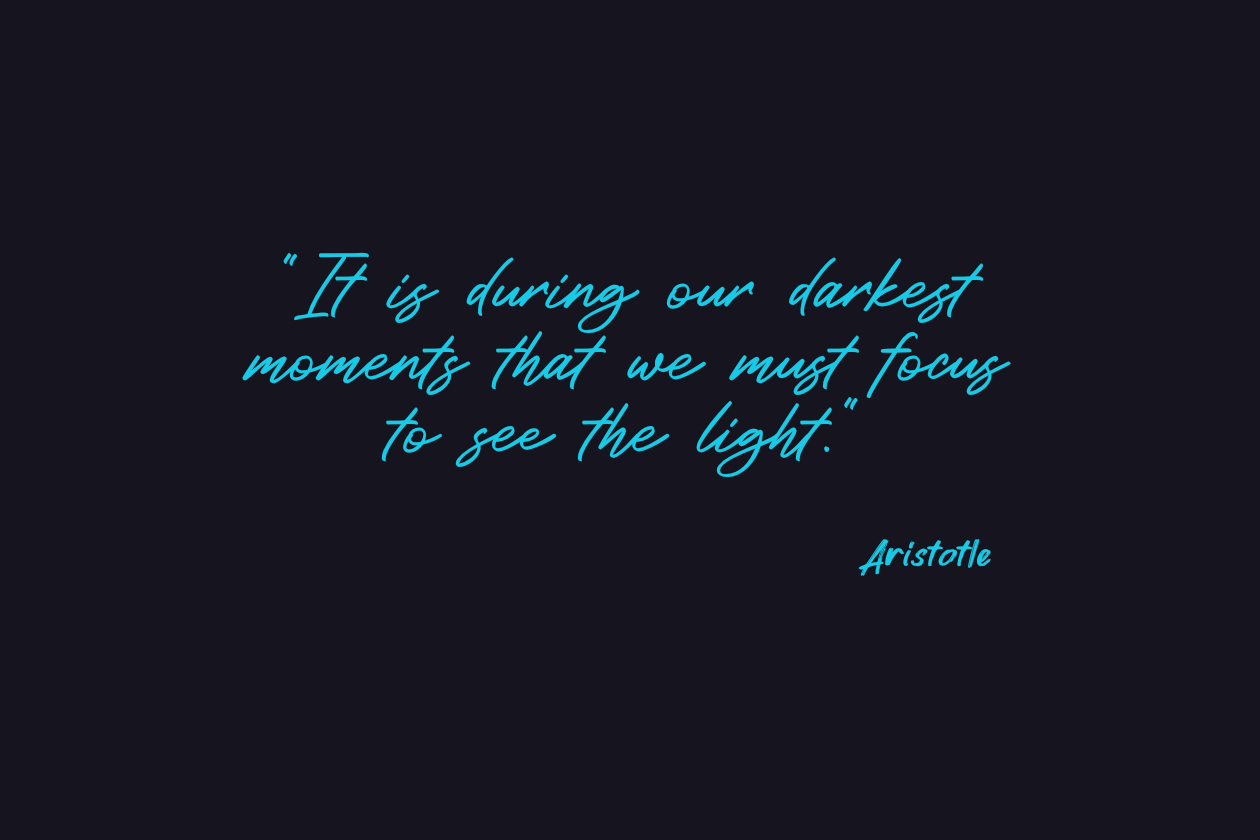 "It is during our darkest
moments that we must focus
to see the light."
Aristotle